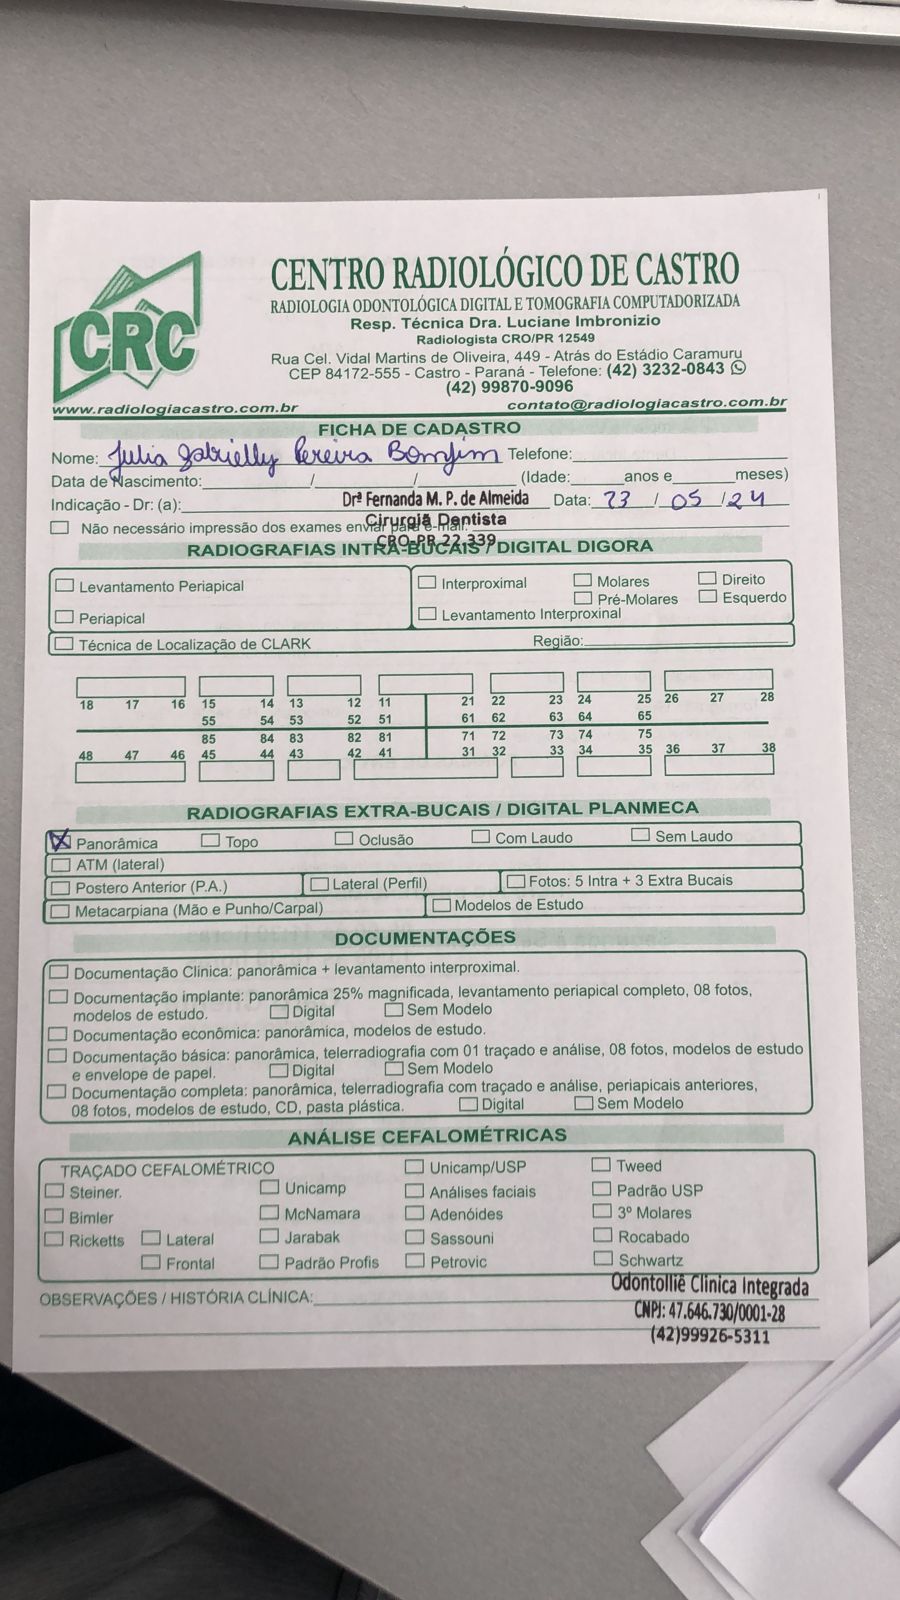 CRC
CENTRO RADIOLÓGICO DE CASTRO
RADIOLOGIA ODONTOLÓGICA DIGITAL E TOMOGRAFIA COMPUTADORIZADA
Resp. Técnica Dra. Luciane Imbronizio
Radiologista CRO/PR 12549
Rua Cel. Vidal Martins de Oliveira, 449 - Atrás do Estádio Caramuru
CEP 84172-555 - Castro - Paraná - Telefone: (42) 3232-0843
(42) 99870-9096
www.radiologiacastro.com.br contato@radiologiacastro.com.br
FICHA DE CADASTRO
Nome: Julia Gabrielly Pereira Bomfim Telefone:
Data de Nascimento: / / (Idade: anos e meses)
Indicação - Dr: (a): Drª Fernanda M. P. de Almeida Data: 23 / 05 / 24
Cirurgiã Dentista
Não necessário impressão dos exames enviar para e-mail:
CRO-PR 22.339
RADIOGRAFIAS INTRA-BUCAIS / DIGITAL DIGORA
Levantamento Periapical Interproximal Molares Direito
Pré-Molares Esquerdo
Periapical Levantamento Interproximal
Técnica de Localização de CLARK Região:
18 17 16 15 14 13 12 11 21 22 23 24 25 26 27 28
55 54 53 52 51 61 62 63 64 65
85 84 83 82 81 71 72 73 74 75
48 47 46 45 44 43 42 41 31 32 33 34 35 36 37 38
RADIOGRAFIAS EXTRA-BUCAIS / DIGITAL PLANMECA
X Panorâmica Topo Oclusão Com Laudo Sem Laudo
ATM (lateral)
Postero Anterior (P.A.) Lateral (Perfil) Fotos: 5 Intra + 3 Extra Bucais
Metacarpiana (Mão e Punho/Carpal) Modelos de Estudo
DOCUMENTAÇÕES
Documentação Clinica: panorâmica + levantamento interproximal.
Documentação implante: panorâmica 25% magnificada, levantamento periapical completo, 08 fotos,
modelos de estudo. Digital Sem Modelo
Documentação econômica: panorâmica, modelos de estudo.
Documentação básica: panorâmica, telerradiografia com 01 traçado e análise, 08 fotos, modelos de estudo
e envelope de papel. Digital Sem Modelo
Documentação completa: panorâmica, telerradiografia com traçado e análise, periapicais anteriores,
08 fotos, modelos de estudo, CD, pasta plástica. Digital Sem Modelo
ANÁLISE CEFALOMÉTRICAS
TRAÇADO CEFALOMÉTRICO Unicamp/USP Tweed
Steiner. Unicamp Análises faciais Padrão USP
Bimler McNamara Adenóides 3º Molares
Ricketts Lateral Jarabak Sassouni Rocabado
Frontal Padrão Profis Petrovic Schwartz
Odontolliê Clinica Integrada
OBSERVAÇÕES / HISTÓRIA CLÍNICA:
CNPJ: 47.646.730/0001-28
(42)99926-5311